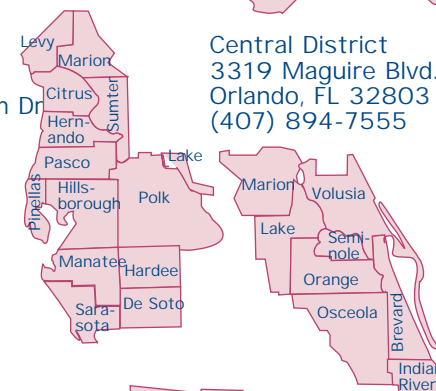 Central District
3319 Maguire Blvd.
Orlando, FL 32803
(407) 894-7555
Dr
Levy
Marion
Citrus
Sumter
Her-
ando
Pasco
Lake
Pinellas
Hills-
borough
Polk
Manatee
Hardee
Sara-
sota
De Soto
Marion
Volusia
Lake
Semi-
nole
Orange
Osceola
Brevard
Indian
River